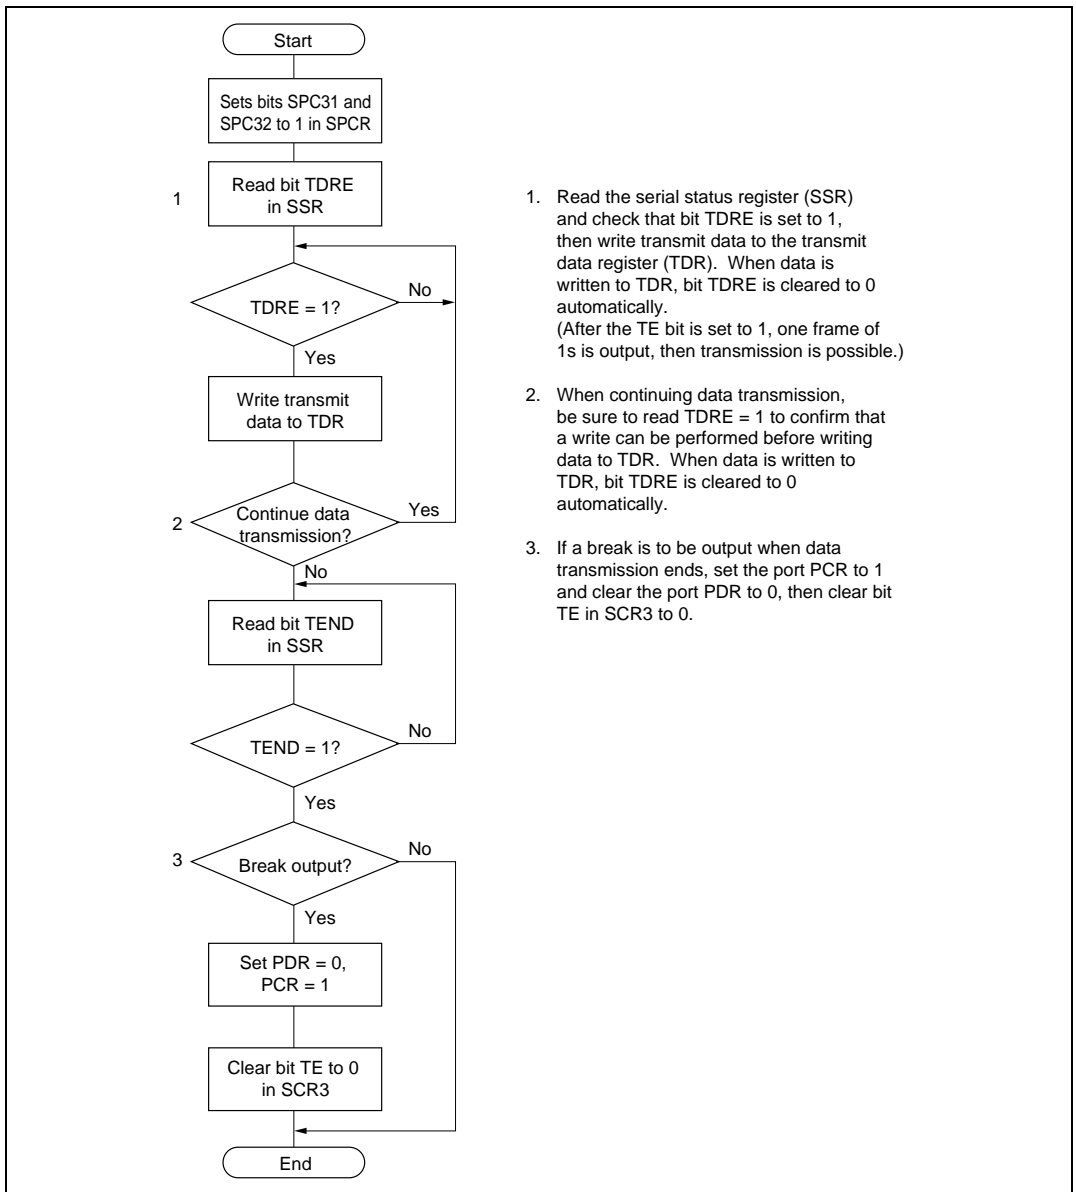 Start
Sets bits SPC31 and
SPC32 to 1 in SPCR
1
Read bit TDRE
in SSR
TDRE = 1?
No
Yes
Write transmit
data to TDR
2
Continue data
transmission?
Yes
No
Read bit TEND
in SSR
TEND = 1?
No
Yes
3
Break output?
No
Yes
Set PDR = 0,
PCR = 1
Clear bit TE to 0
in SCR3
End
1. Read the serial status register (SSR)
and check that bit TDRE is set to 1,
then write transmit data to the transmit
data register (TDR). When data is
written to TDR, bit TDRE is cleared to 0
automatically.
(After the TE bit is set to 1, one frame of
1s is output, then transmission is possible.)
2. When continuing data transmission,
be sure to read TDRE = 1 to confirm that
a write can be performed before writing
data to TDR. When data is written to
TDR, bit TDRE is cleared to 0
automatically.
3. If a break is to be output when data
transmission ends, set the port PCR to 1
and clear the port PDR to 0, then clear bit
TE in SCR3 to 0.